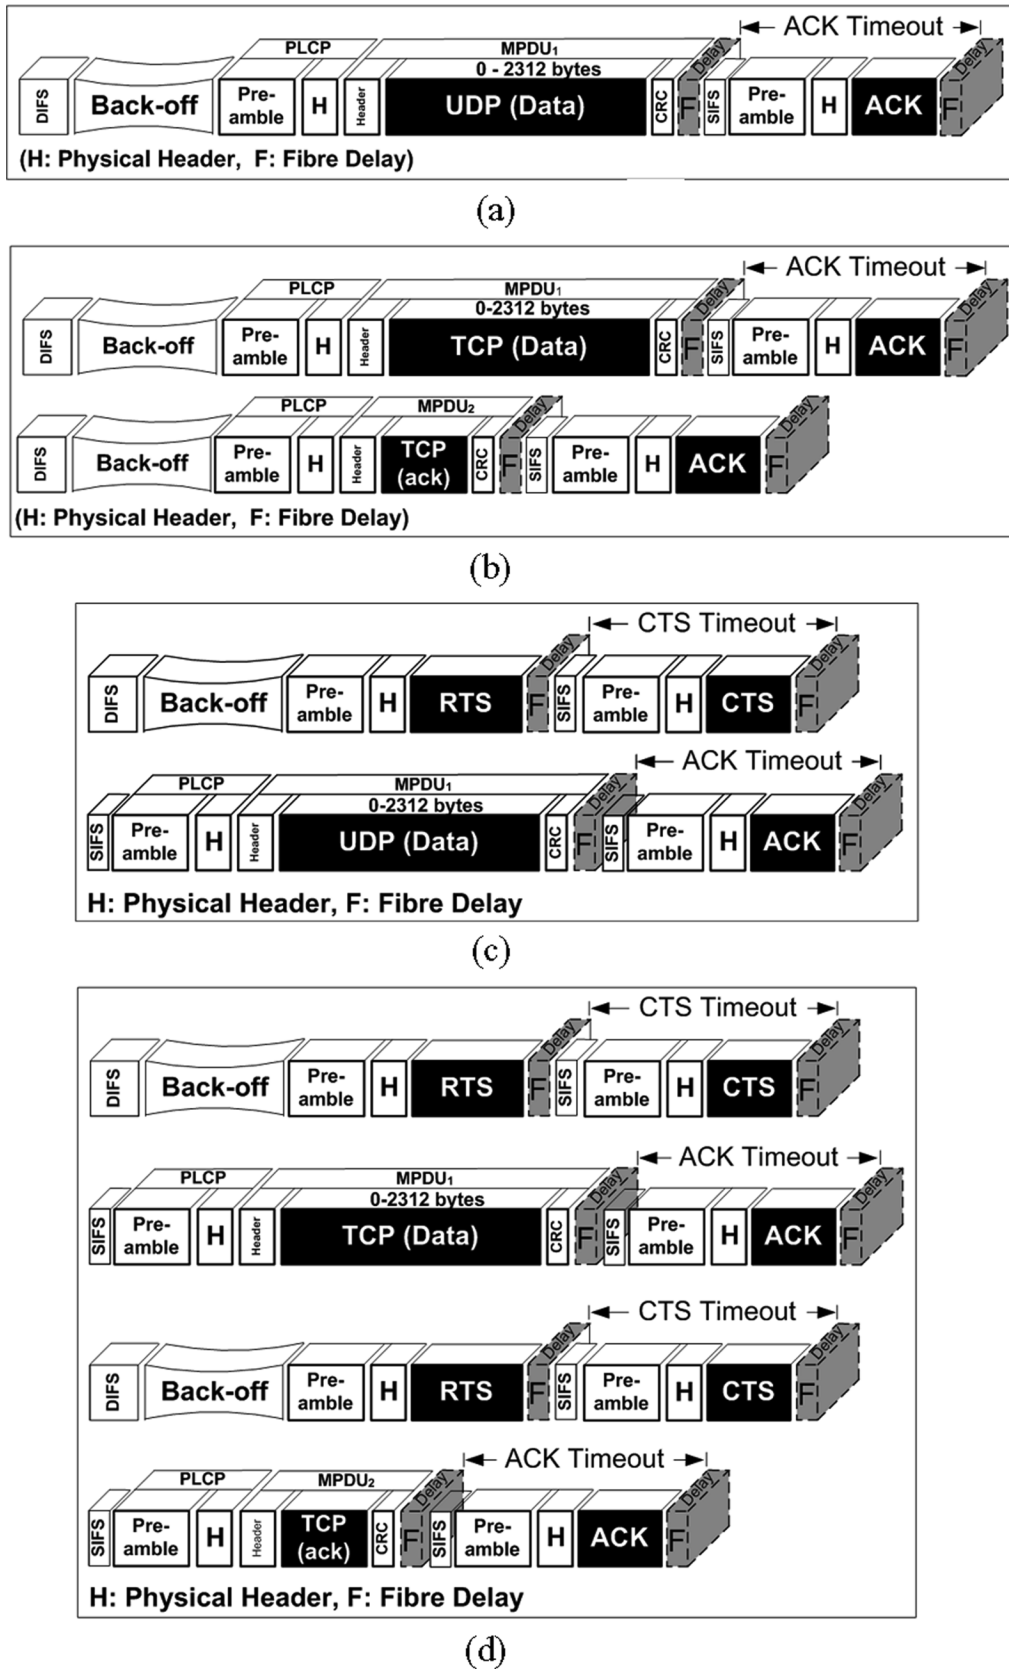 ACK Timeout
PLCP MPDU1 Delay Delay
0 - 2312 bytes
DIFS Back-off Pre-amble H Header UDP (Data) CRC F SIFS Pre-amble H ACK F
(H: Physical Header, F: Fibre Delay)
(a)
ACK Timeout
PLCP MPDU1 Delay Delay
0-2312 bytes
DIFS Back-off Pre-amble H Header TCP (Data) CRC F SIFS Pre-amble H ACK F
PLCP MPDU2 Delay Delay
DIFS Back-off Pre-amble H Header TCP (ack) CRC F SIFS Pre-amble H ACK F
(H: Physical Header, F: Fibre Delay)
(b)
CTS Timeout
Delay Delay
DIFS Back-off Pre-amble H RTS F SIFS Pre-amble H CTS F
ACK Timeout
PLCP MPDU1 Delay Delay
0-2312 bytes
SIFS Pre-amble H Header UDP (Data) CRC F SIFS Pre-amble H ACK F
H: Physical Header, F: Fibre Delay
(c)
CTS Timeout
Delay Delay
DIFS Back-off Pre-amble H RTS F SIFS Pre-amble H CTS F
ACK Timeout
PLCP MPDU1 Delay Delay
0-2312 bytes
SIFS Pre-amble H Header TCP (Data) CRC F SIFS Pre-amble H ACK F
CTS Timeout
Delay Delay
DIFS Back-off Pre-amble H RTS F SIFS Pre-amble H CTS F
ACK Timeout
PLCP MPDU2 Delay Delay
SIFS Pre-amble H Header TCP (ack) CRC F SIFS Pre-amble H ACK F
H: Physical Header, F: Fibre Delay
(d)